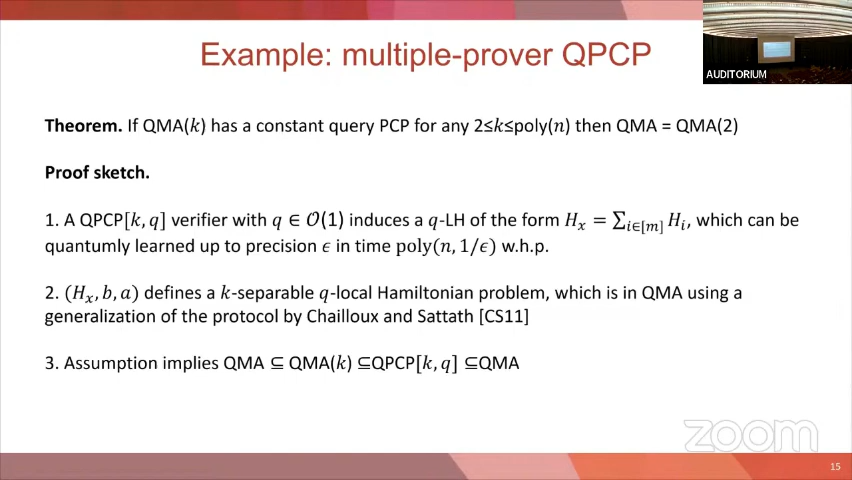 Example: multiple-prover QPCP
AUDITORIUM
Theorem. If QMA(𝑘) has a constant query PCP for any 2≤𝑘≤poly(𝑛) then QMA = QMA(2)
Proof sketch.
1. A QPCP[𝑘, 𝑞] verifier with 𝑞 ∈ 𝒪(1) induces a 𝑞-LH of the form 𝐻ₓ = ∑_{𝑖∈[𝑚]} 𝐻ᵢ, which can be
quantumly learned up to precision 𝜖 in time poly(𝑛, 1/𝜖) w.h.p.
2. (𝐻ₓ, 𝑏, 𝑎) defines a 𝑘-separable 𝑞-local Hamiltonian problem, which is in QMA using a
generalization of the protocol by Chailloux and Sattath [CS11]
3. Assumption implies QMA ⊆ QMA(𝑘) ⊆QPCP[𝑘, 𝑞] ⊆QMA
zoom
15